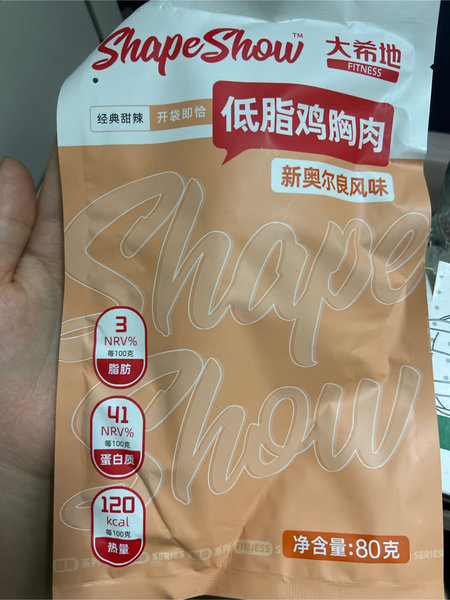 ShapeShow™
大希地
FITNESS
经典甜辣 开袋即恰
低脂鸡胸肉
新奥尔良风味
Shape
Show
3
NRV%
每100克
脂肪
41
NRV%
每100克
蛋白质
120
kcal
每100克
热量
净含量:80克
FITNESS SERIES
SERIES